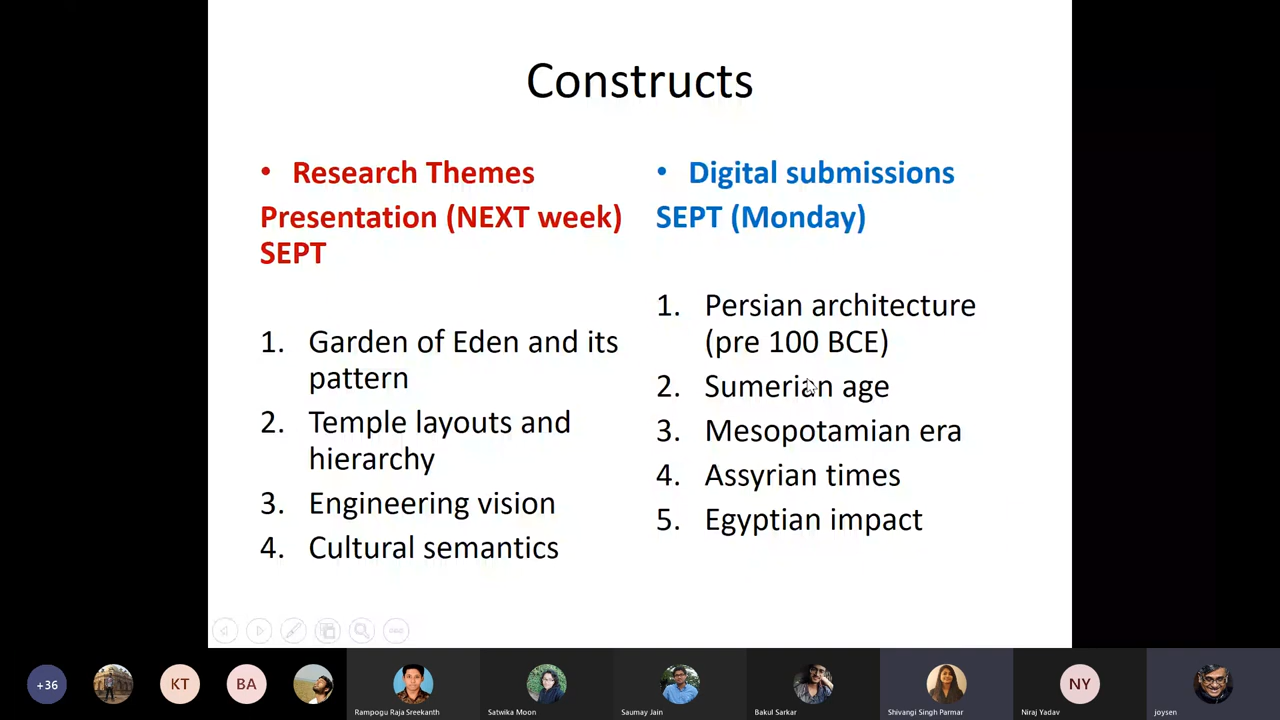 Constructs
• Research Themes
Presentation (NEXT week)
SEPT
1. Garden of Eden and its
pattern
2. Temple layouts and
hierarchy
3. Engineering vision
4. Cultural semantics
• Digital submissions
SEPT (Monday)
1. Persian architecture
(pre 100 BCE)
2. Sumerian age
3. Mesopotamian era
4. Assyrian times
5. Egyptian impact
+36
KT
BA
Rampogu Raja Sreekanth
Satwika Moon
Saumay Jain
Bakul Sarkar
Shivangi Singh Parmar
NY
Niraj Yadav
joysen